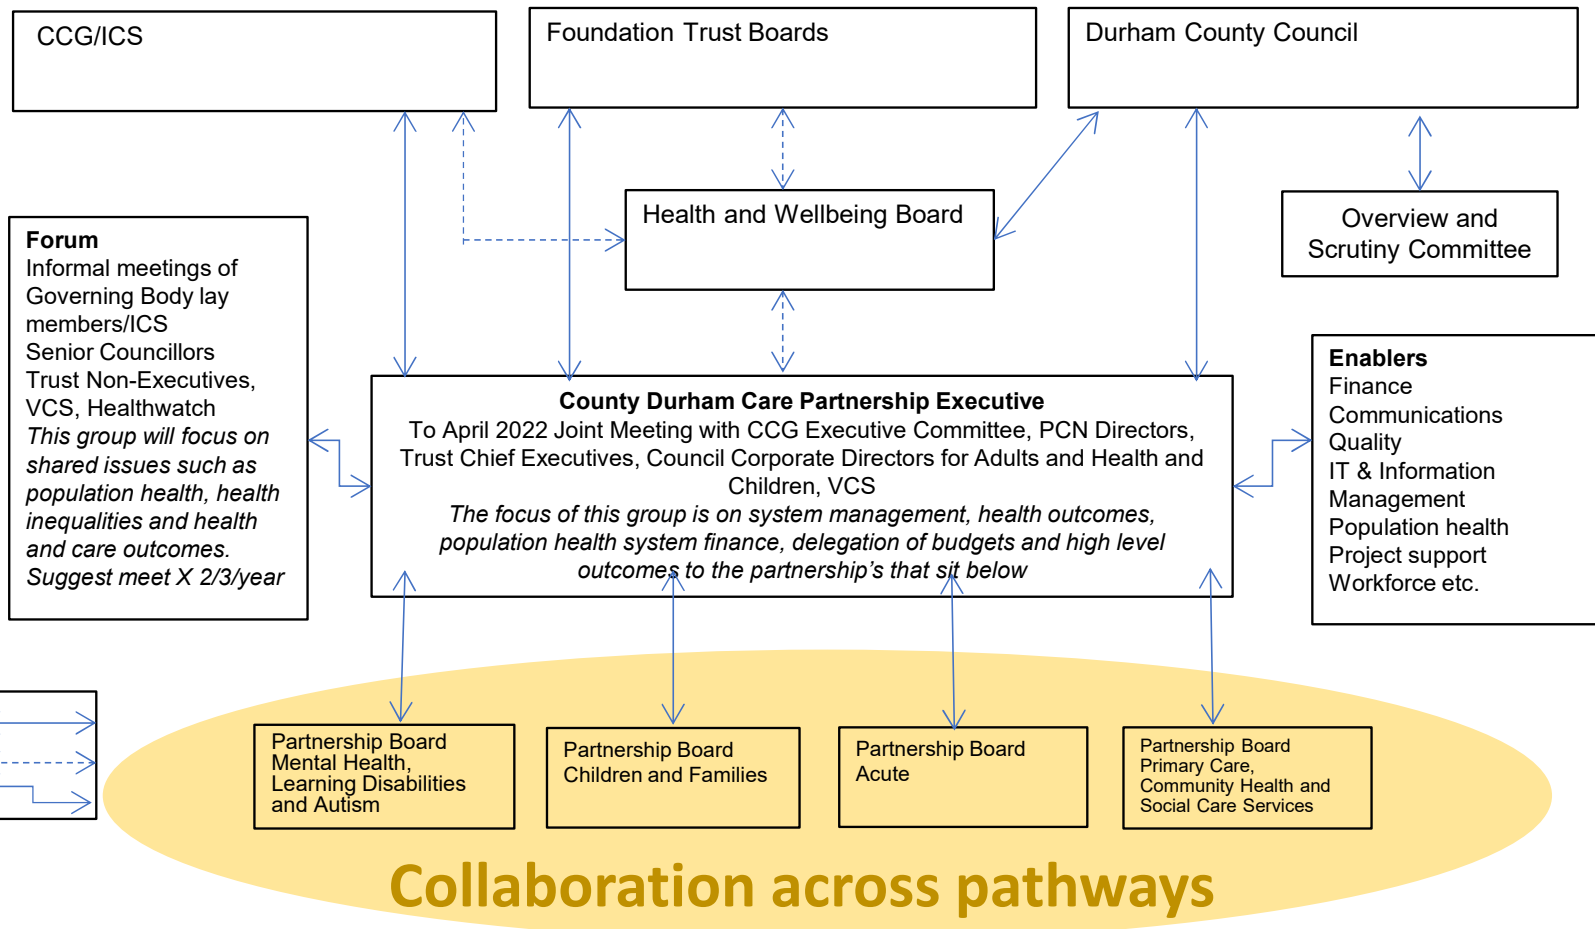 CCG/ICS
Foundation Trust Boards
Durham County Council
Health and Wellbeing Board
Overview and
Scrutiny Committee
Forum
Informal meetings of
Governing Body lay
members/ICS
Senior Councillors
Trust Non-Executives,
VCS, Healthwatch
This group will focus on
shared issues such as
population health, health
inequalities and health
and care outcomes.
Suggest meet X 2/3/year
County Durham Care Partnership Executive
To April 2022 Joint Meeting with CCG Executive Committee, PCN Directors,
Trust Chief Executives, Council Corporate Directors for Adults and Health and
Children, VCS
The focus of this group is on system management, health outcomes,
population health system finance, delegation of budgets and high level
outcomes to the partnership's that sit below
Enablers
Finance
Communications
Quality
IT & Information
Management
Population health
Project support
Workforce etc.
Partnership Board
Mental Health,
Learning Disabilities
and Autism
Partnership Board
Children and Families
Partnership Board
Acute
Partnership Board
Primary Care,
Community Health and
Social Care Services
Collaboration across pathways